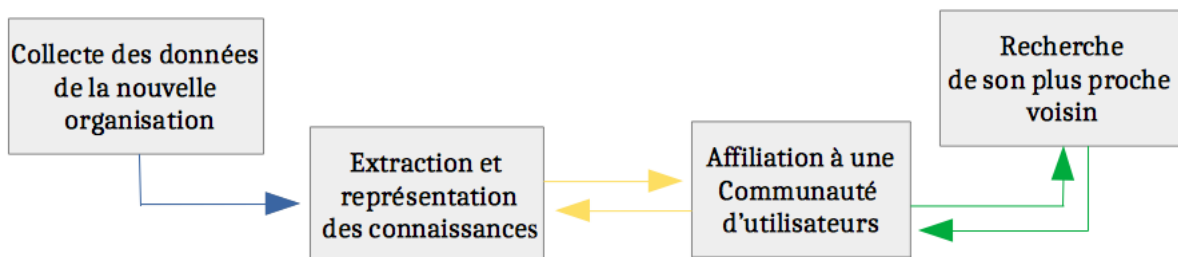 Collecte des données
de la nouvelle
organisation
Extraction et
représentation
des connaissances
Affiliation à une
Communauté
d'utilisateurs
Recherche
de son plus proche
voisin